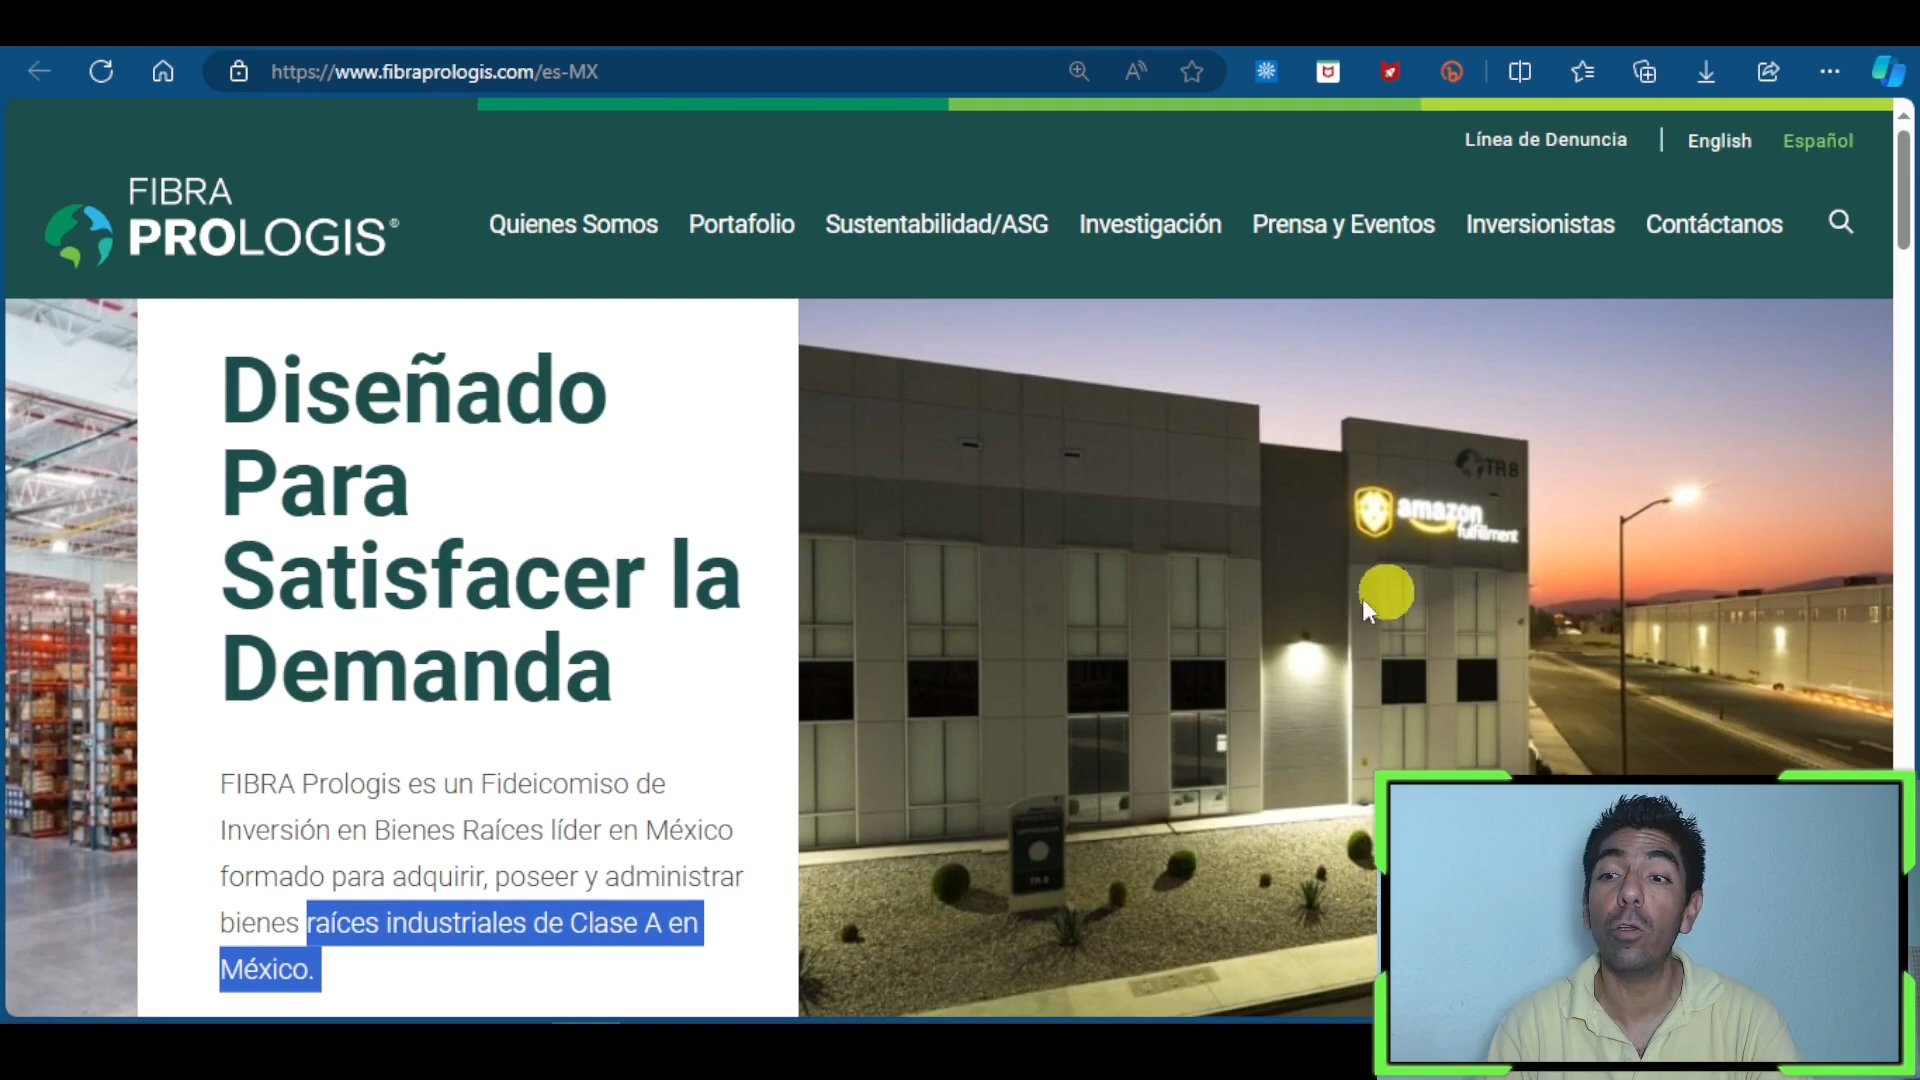 https://www.fibraprologis.com/es-MX
Línea de Denuncia | English Español
FIBRA
PROLOGIS®
Quienes Somos Portafolio Sustentabilidad/ASG Investigación Prensa y Eventos Inversionistas Contáctanos
Diseñado
Para
Satisfacer la
Demanda
TR6
amazon
fulfillment
FIBRA Prologis es un Fideicomiso de
Inversión en Bienes Raíces líder en México
formado para adquirir, poseer y administrar
bienes raíces industriales de Clase A en
México.